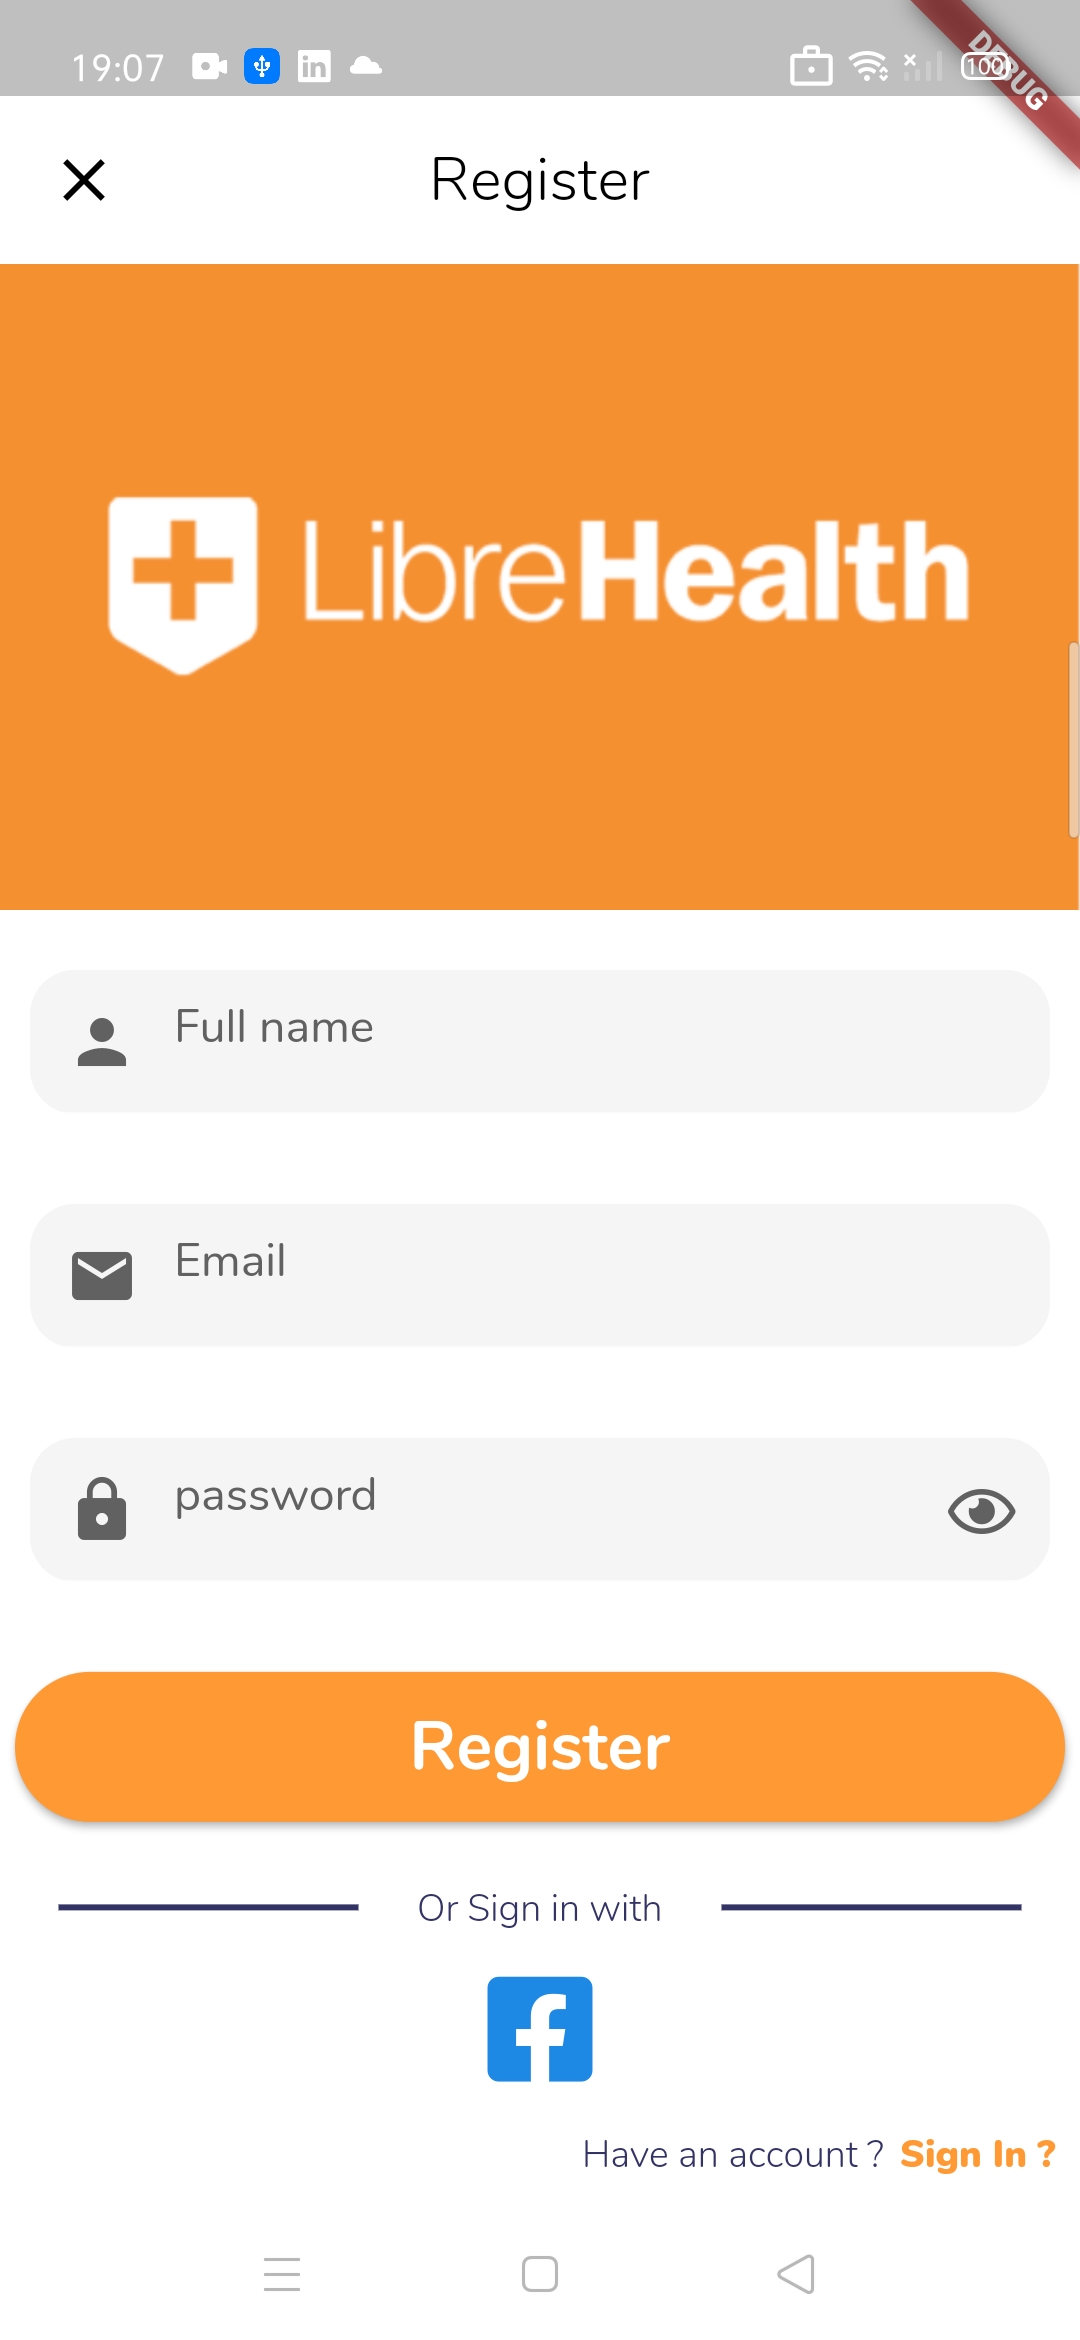 19:07
100
DEBUG
Register
LibreHealth
Full name
Email
password
Register
Or Sign in with
Have an account ? Sign In ?